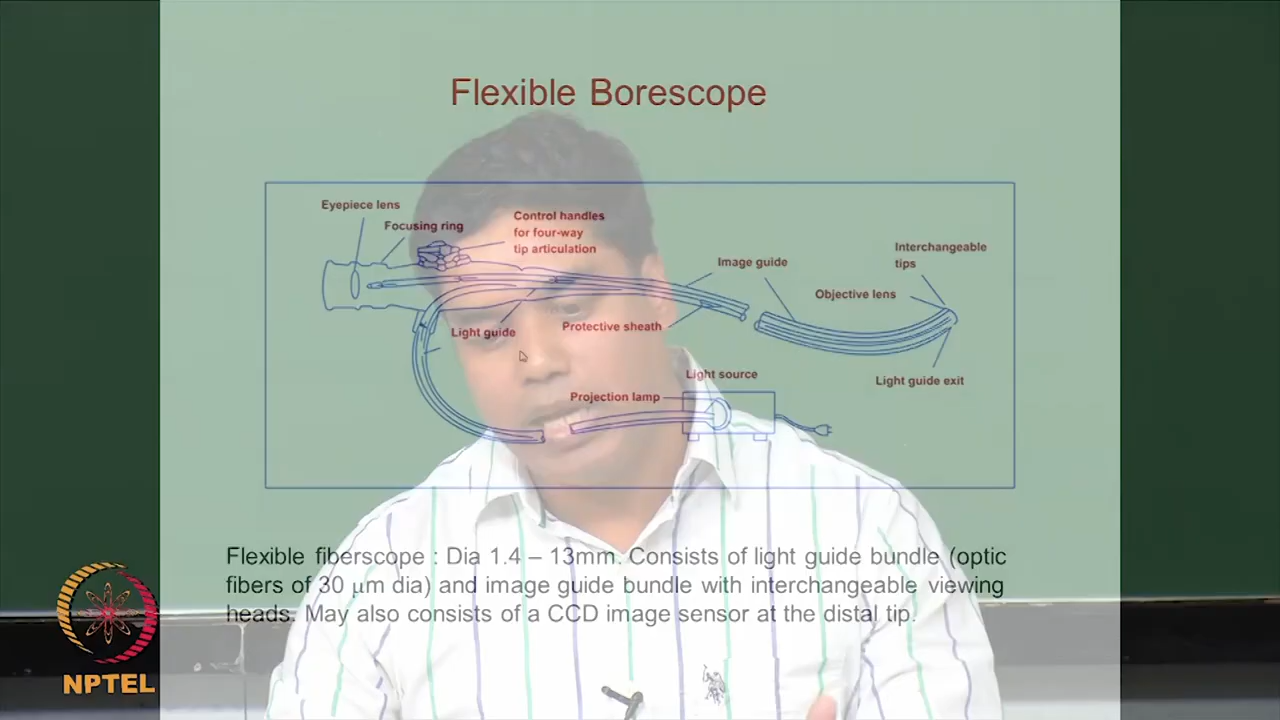 Flexible Borescope
Eyepiece lens
Focusing ring
Control handles
for four-way
tip articulation
Image guide
Interchangeable
tips
Objective lens
Light guide
Protective sheath
Light source
Light guide exit
Projection lamp
Flexible fiberscope : Dia 1.4 – 13mm. Consists of light guide bundle (optic
fibers of 30 μm dia) and image guide bundle with interchangeable viewing
heads. May also consists of a CCD image sensor at the distal tip.
NPTEL